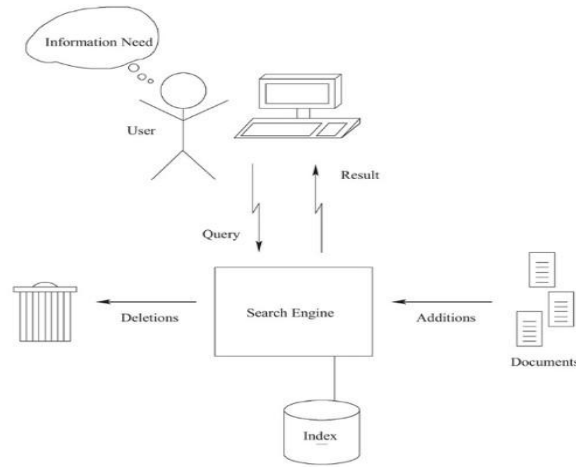 Information Need
User
Result
Query
Search Engine
Deletions
Additions
Documents
Index